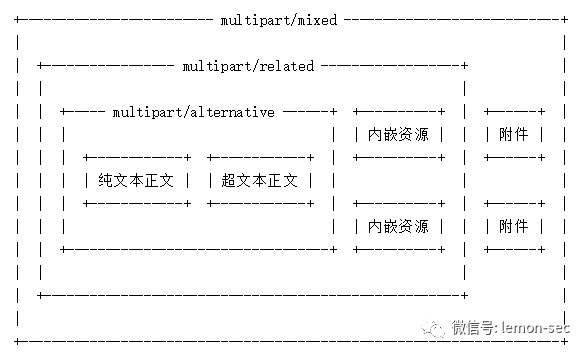 multipart/mixed
multipart/related
multipart/alternative
内嵌资源 附件
纯文本正文 超文本正文
内嵌资源 附件
微信号: lemon-sec